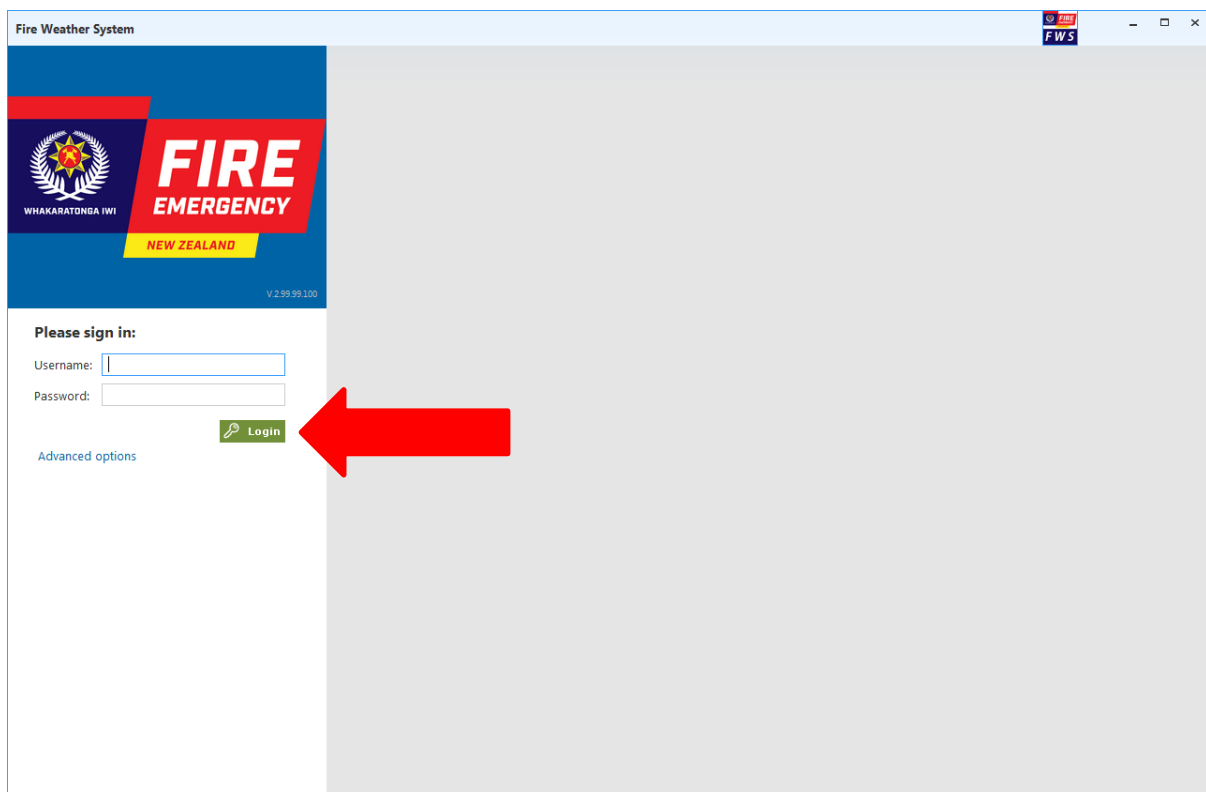 Fire Weather System
FIRE
FWS
WHAKARATONGA IWI
FIRE
EMERGENCY
NEW ZEALAND
V.2.99.99.100
Please sign in:
Username:
Password:
Login
Advanced options